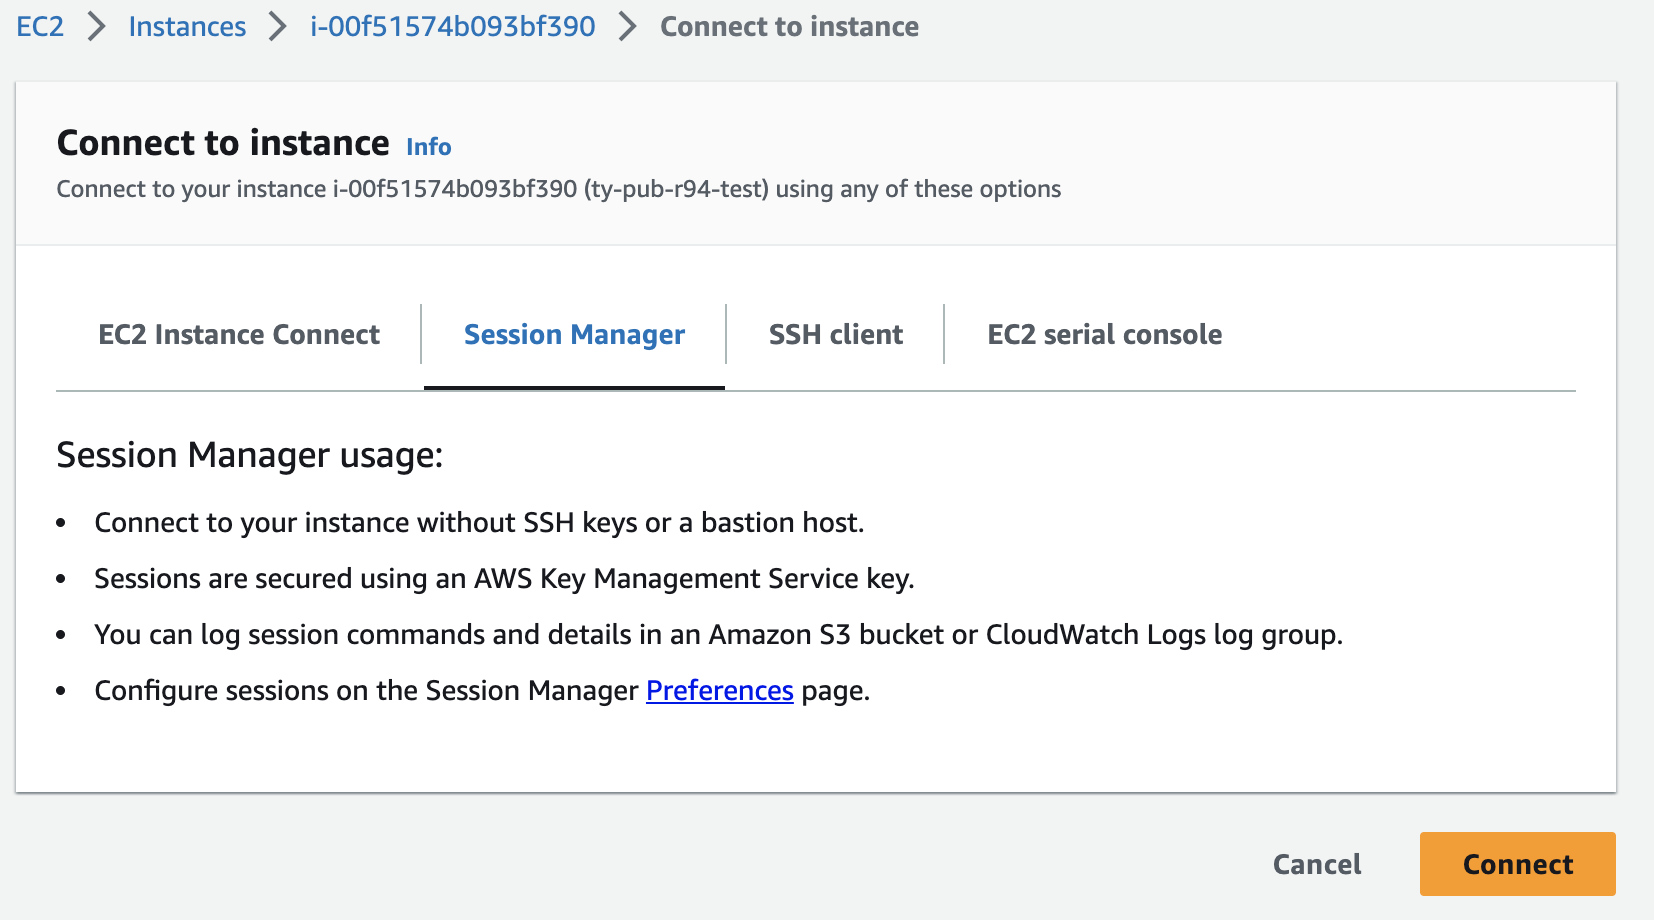 EC2 > Instances > i-00f51574b093bf390 > Connect to instance
Connect to instance Info
Connect to your instance i-00f51574b093bf390 (ty-pub-r94-test) using any of these options
EC2 Instance Connect Session Manager SSH client EC2 serial console
Session Manager usage:
• Connect to your instance without SSH keys or a bastion host.
• Sessions are secured using an AWS Key Management Service key.
• You can log session commands and details in an Amazon S3 bucket or CloudWatch Logs log group.
• Configure sessions on the Session Manager Preferences page.
Cancel Connect